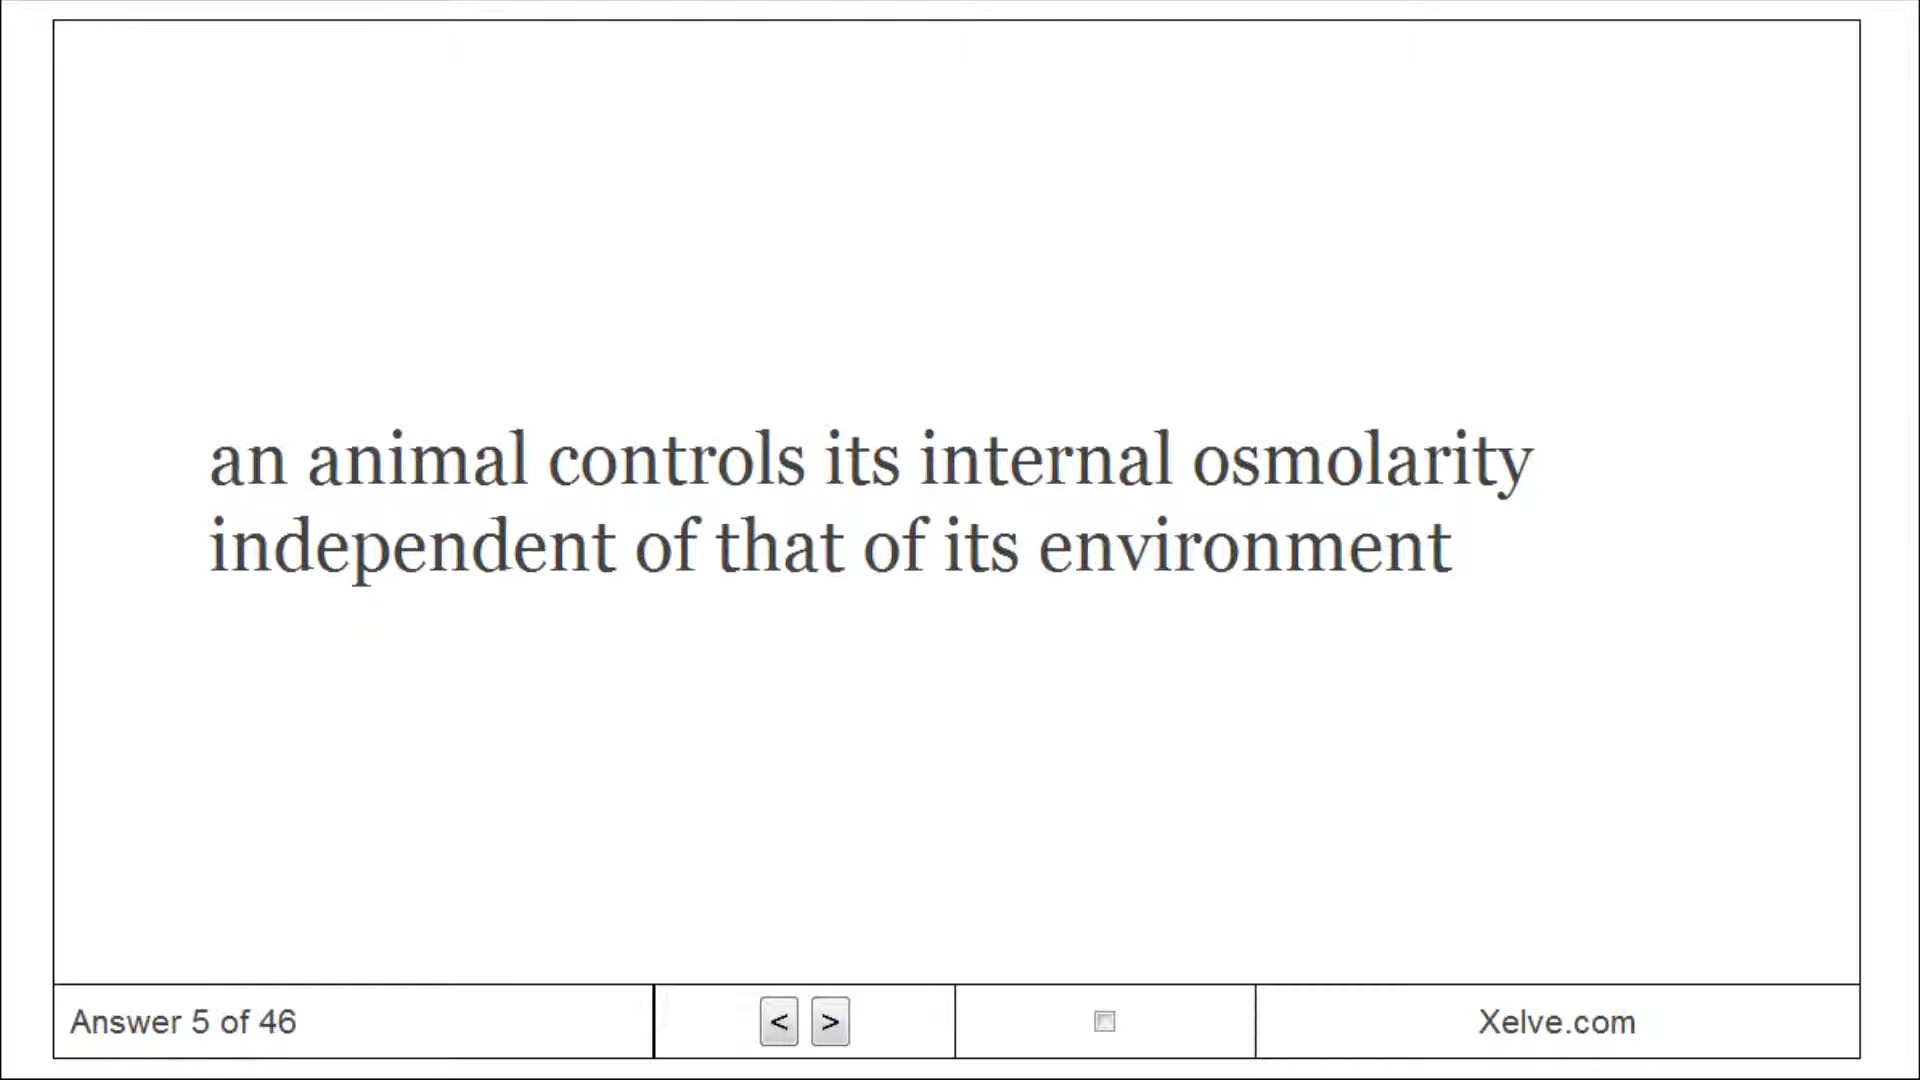 an animal controls its internal osmolarity
independent of that of its environment
Answer 5 of 46
< >
Xelve.com